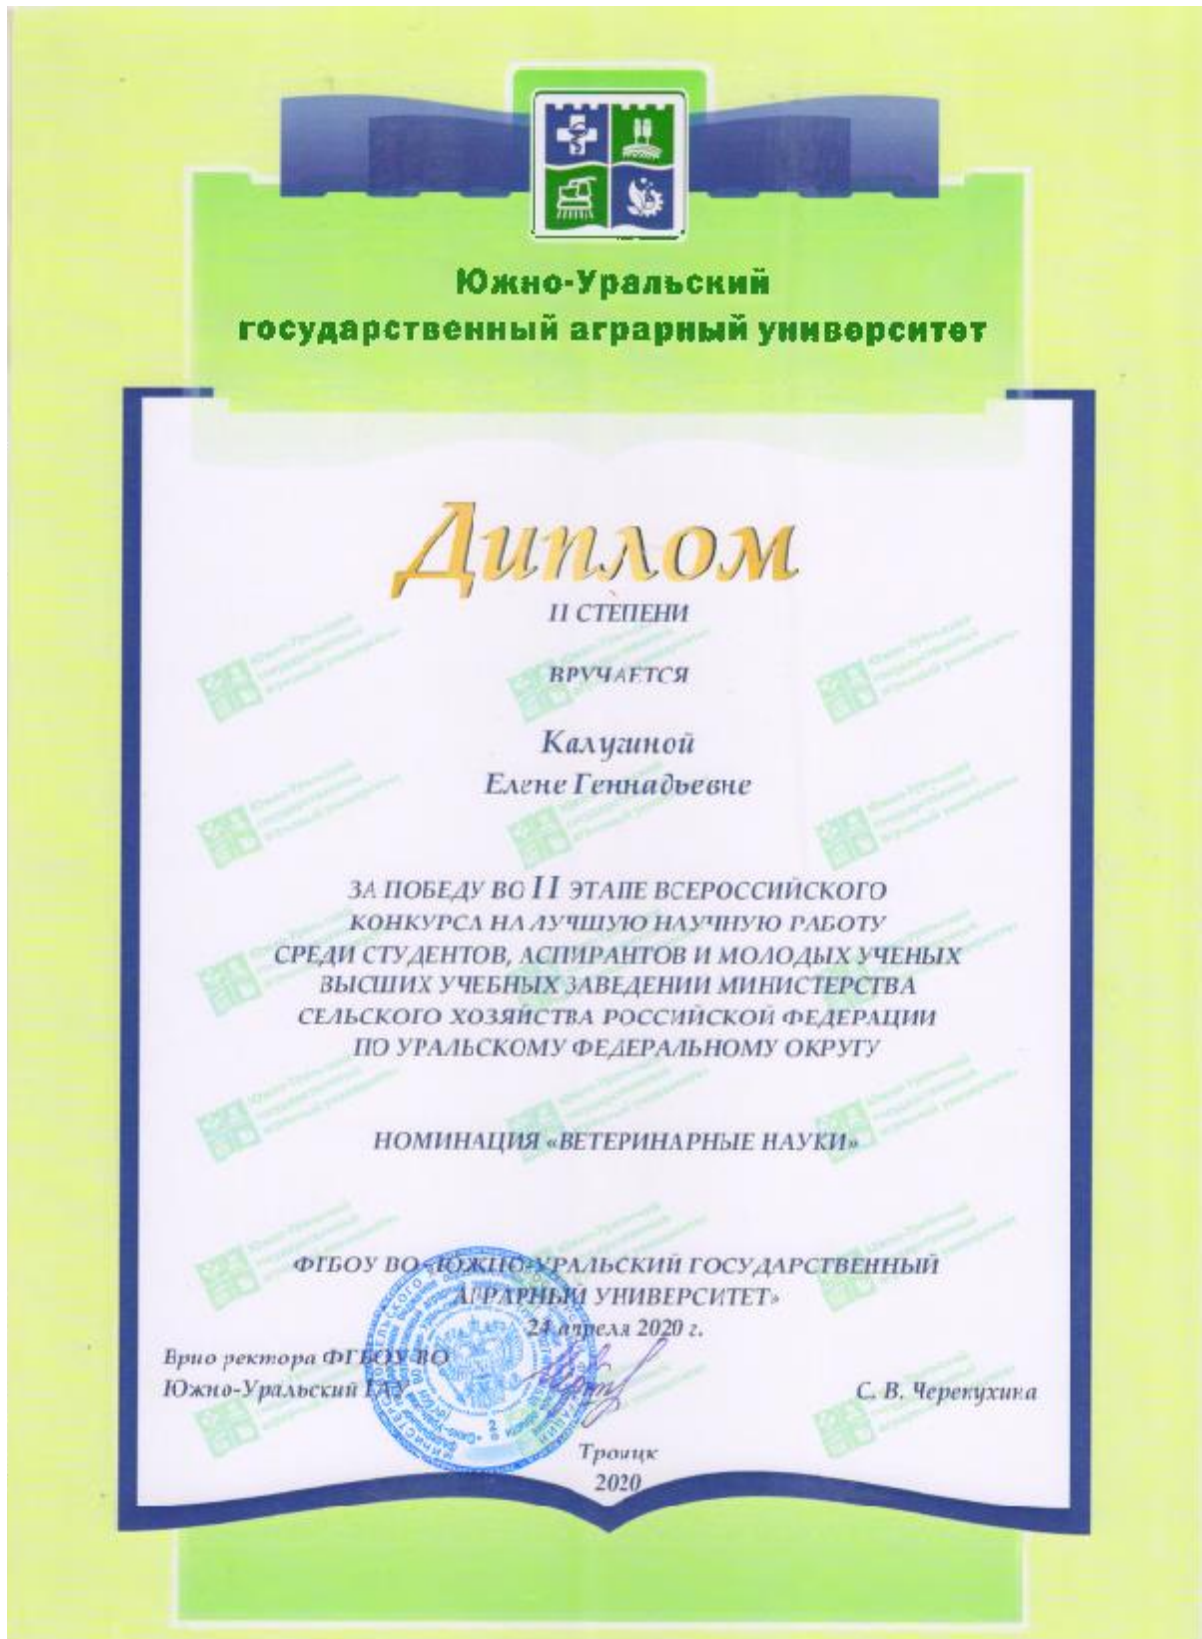 Южно-Уральский
государственный аграрный университет
Диплом
II СТЕПЕНИ
ВРУЧАЕТСЯ
Калугиной
Елене Геннадьевне
ЗА ПОБЕДУ ВО II ЭТАПЕ ВСЕРОССИЙСКОГО
КОНКУРСА НА ЛУЧШУЮ НАУЧНУЮ РАБОТУ
СРЕДИ СТУДЕНТОВ, АСПИРАНТОВ И МОЛОДЫХ УЧЕНЫХ
ВЫСШИХ УЧЕБНЫХ ЗАВЕДЕНИЙ МИНИСТЕРСТВА
СЕЛЬСКОГО ХОЗЯЙСТВА РОССИЙСКОЙ ФЕДЕРАЦИИ
ПО УРАЛЬСКОМУ ФЕДЕРАЛЬНОМУ ОКРУГУ
НОМИНАЦИЯ «ВЕТЕРИНАРНЫЕ НАУКИ»
ФГБОУ ВО «ЮЖНО-УРАЛЬСКИЙ ГОСУДАРСТВЕННЫЙ
АГРАРНЫЙ УНИВЕРСИТЕТ»
24 апреля 2020 г.
Врио ректора ФГБОУ ВО
Южно-Уральский ГАУ
С. В. Черепухина
Троицк
2020